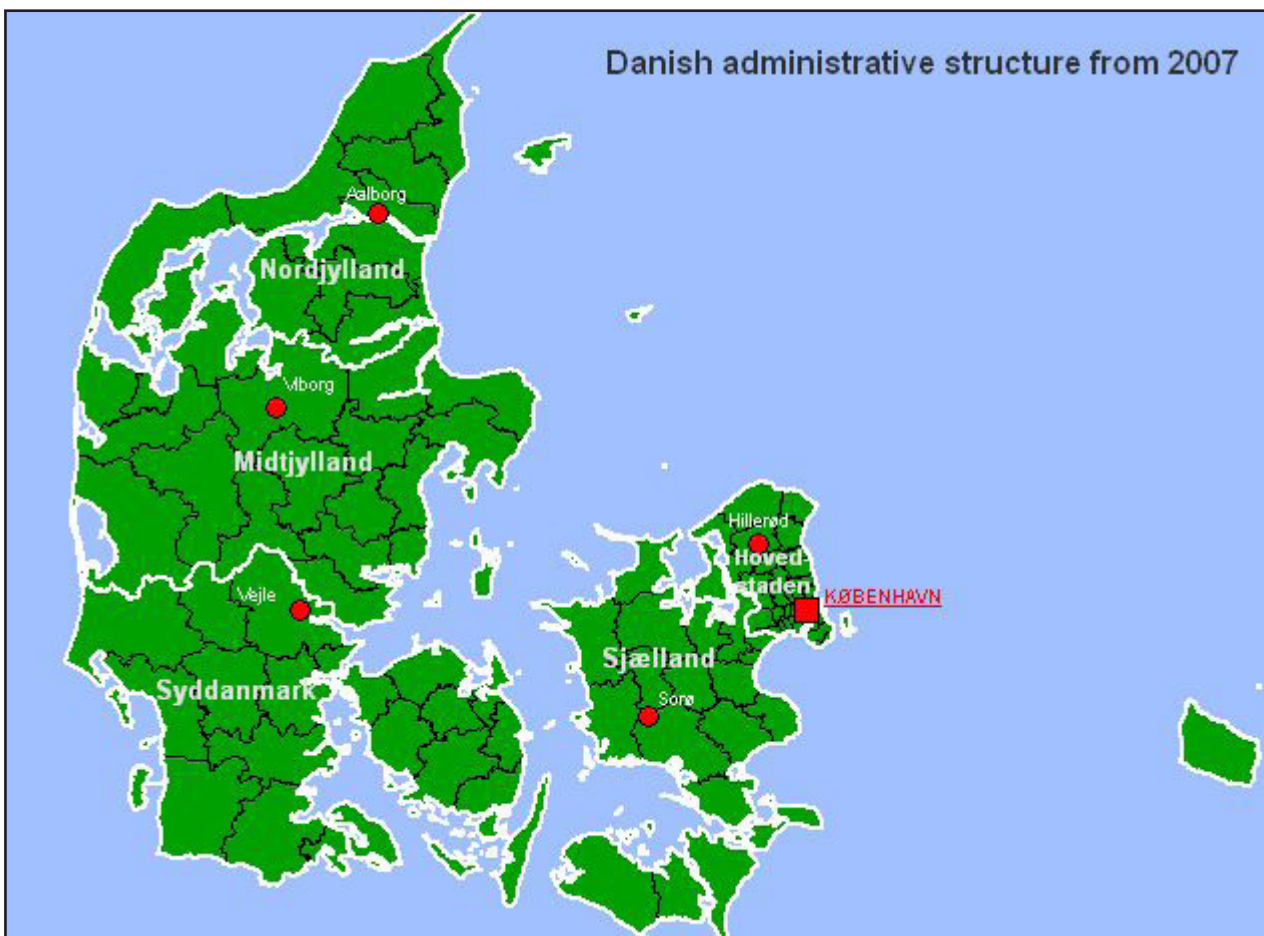 Danish administrative structure from 2007
Aalborg
Nordjylland
Viborg
Midtjylland
Hillerød
Hoved-
staden
KØBENHAVN
Vejle
Sjælland
Syddanmark
Sorø